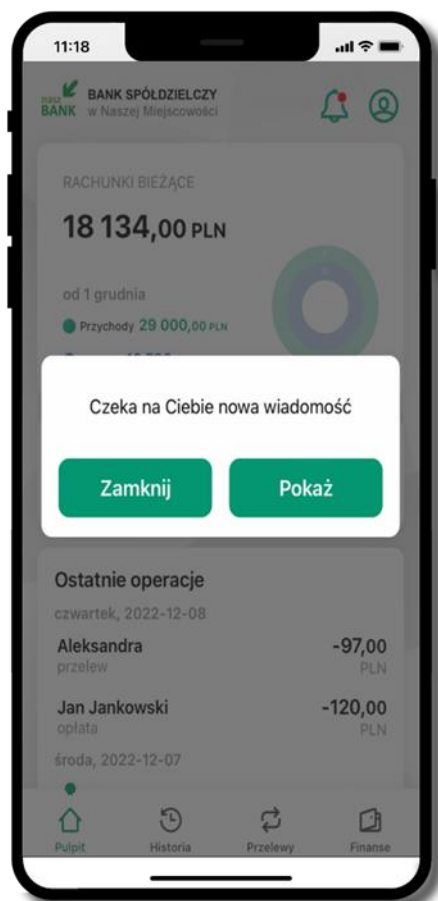 11:18
nasz
BANK
BANK SPÓŁDZIELCZY
w Naszej Miejscowości
RACHUNKI BIEŻĄCE
18 134,00 PLN
od 1 grudnia
Przychody 29 000,00 PLN
Czeka na Ciebie nowa wiadomość
Zamknij
Pokaż
Ostatnie operacje
czwartek, 2022-12-08
Aleksandra
-97,00
przelew
PLN
Jan Jankowski
-120,00
opłata
PLN
środa, 2022-12-07
Pulpit
Historia
Przelewy
Finanse